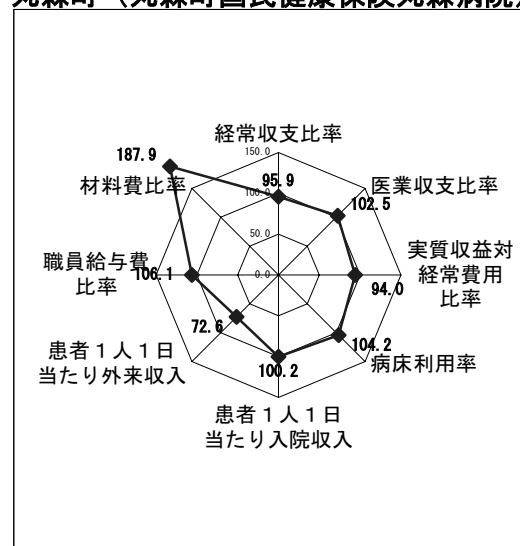 丸森町（丸森町国民健康保険丸森病院）
経常収支比率
150.0
187.9
95.9
材料費比率
100.0
医業収支比率
102.5
50.0
職員給与費
比率
106.1
0.0
実質収益対
経常費用
比率
94.0
72.6
104.2
患者１人１日
当たり外来収入
病床利用率
100.2
患者１人１日
当たり入院収入